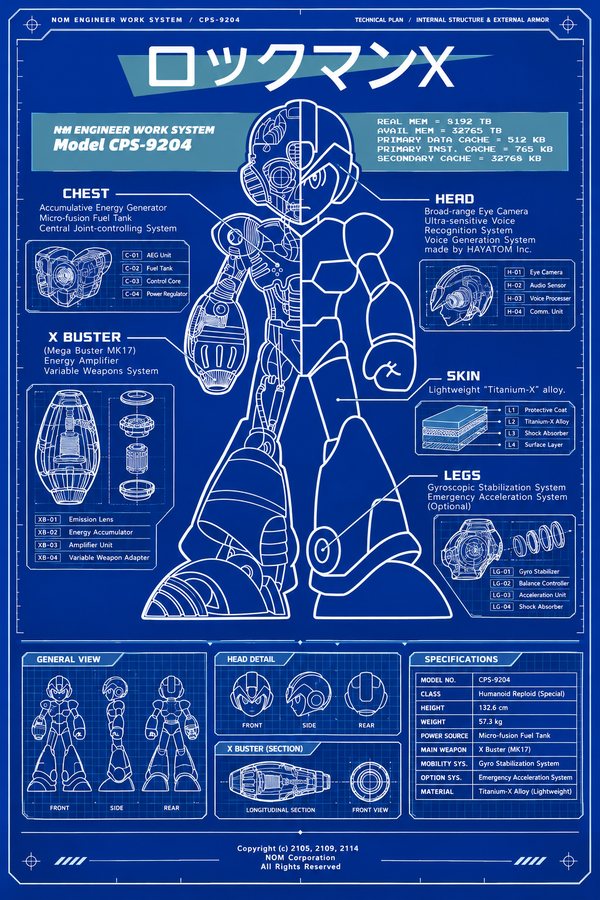 NOM ENGINEER WORK SYSTEM / CPS-9204
TECHNICAL PLAN / INTERNAL STRUCTURE & EXTERNAL ARMOR
ロックマンX
NM ENGINEER WORK SYSTEM
Model CPS-9204
REAL MEM = 8192 TB
AVAIL MEM = 32765 TB
PRIMARY DATA CACHE = 512 KB
PRIMARY INST. CACHE = 765 KB
SECONDARY CACHE = 32768 KB
CHEST
Accumulative Energy Generator
Micro-fusion Fuel Tank
Central Joint-controlling System
C-01 AEG Unit
C-02 Fuel Tank
C-03 Control Core
C-04 Power Regulator
HEAD
Broad-range Eye Camera
Ultra-sensitive Voice
Recognition System
Voice Generation System
made by HAYATOM Inc.
H-01 Eye Camera
H-02 Audio Sensor
H-03 Voice Processer
H-04 Comm. Unit
X BUSTER
(Mega Buster MK17)
Energy Amplifier
Variable Weapons System
XB-01 Emission Lens
XB-02 Energy Accumulator
XB-03 Amplifier Unit
XB-04 Variable Weapon Adapter
SKIN
Lightweight "Titanium-X" alloy.
L1 Protective Coat
L2 Titanium-X Alloy
L3 Shock Absorber
L4 Surface Layer
LEGS
Gyroscopic Stabilization System
Emergency Acceleration System
(Optional)
LG-01 Gyro Stabilizer
LG-02 Balance Controller
LG-03 Acceleration Unit
LG-04 Shock Absorber
GENERAL VIEW
FRONT
SIDE
REAR
HEAD DETAIL
FRONT
SIDE
REAR
X BUSTER (SECTION)
LONGITUDINAL SECTION
FRONT VIEW
SPECIFICATIONS
MODEL NO. CPS-9204
CLASS Humanoid Reploid (Special)
HEIGHT 132.6 cm
WEIGHT 57.3 kg
POWER SOURCE Micro-fusion Fuel Tank
MAIN WEAPON X Buster (MK17)
MOBILITY SYS. Gyro Stabilization System
OPTION SYS. Emergency Acceleration System
MATERIAL Titanium-X Alloy (Lightweight)
Copyright (c) 2105, 2109, 2114
NOM Corporation
All Rights Reserved